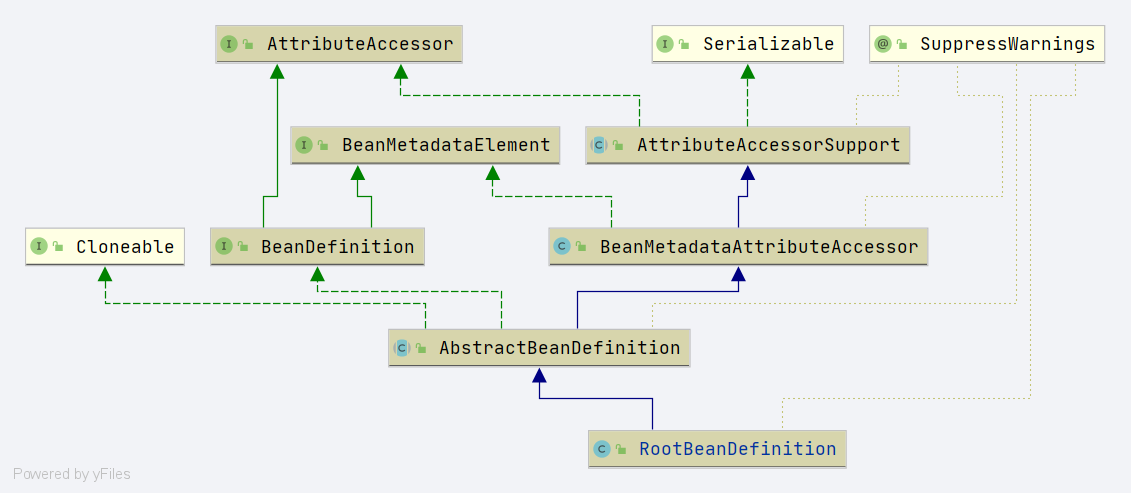 AttributeAccessor
Serializable
SuppressWarnings
BeanMetadataElement
AttributeAccessorSupport
Cloneable
BeanDefinition
BeanMetadataAttributeAccessor
AbstractBeanDefinition
RootBeanDefinition
Powered by yFiles